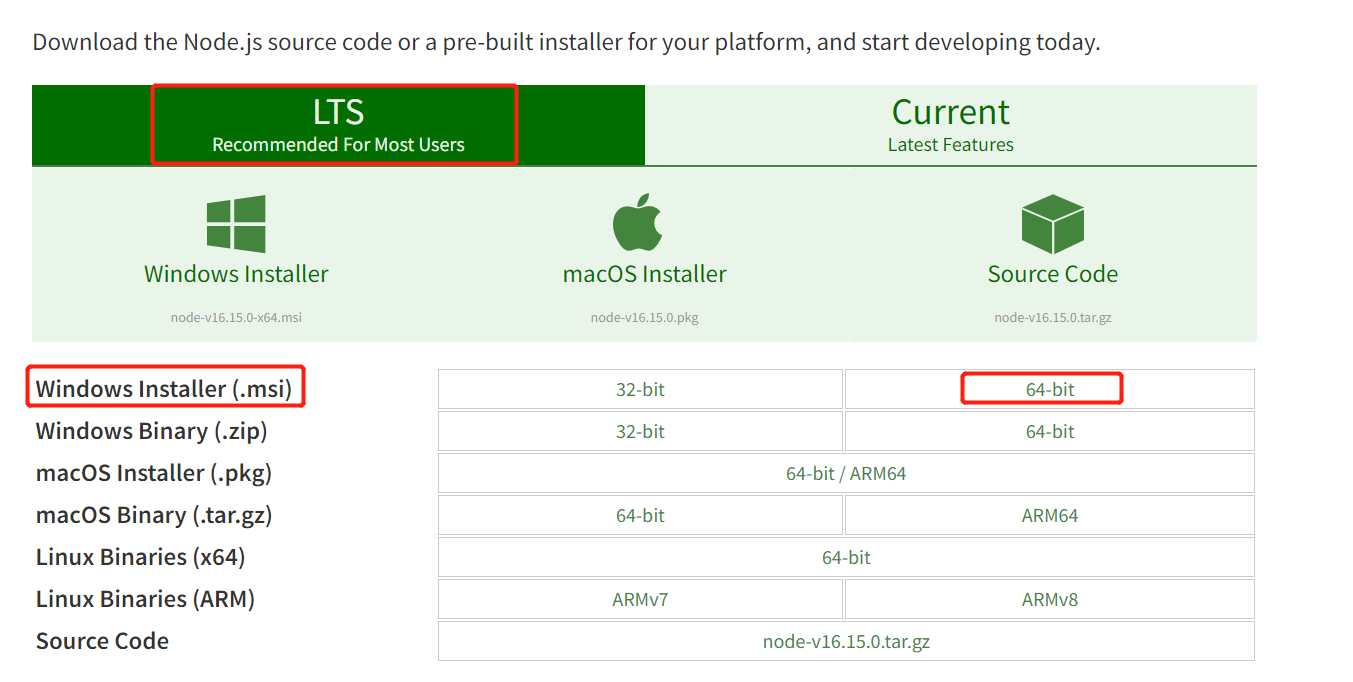 Download the Node.js source code or a pre-built installer for your platform, and start developing today.
LTS
Recommended For Most Users
Current
Latest Features
Windows Installer
node-v16.15.0-x64.msi
macOS Installer
node-v16.15.0.pkg
Source Code
node-v16.15.0.tar.gz
Windows Installer (.msi) 32-bit 64-bit
Windows Binary (.zip) 32-bit 64-bit
macOS Installer (.pkg) 64-bit / ARM64
macOS Binary (.tar.gz) 64-bit ARM64
Linux Binaries (x64) 64-bit
Linux Binaries (ARM) ARMv7 ARMv8
Source Code node-v16.15.0.tar.gz